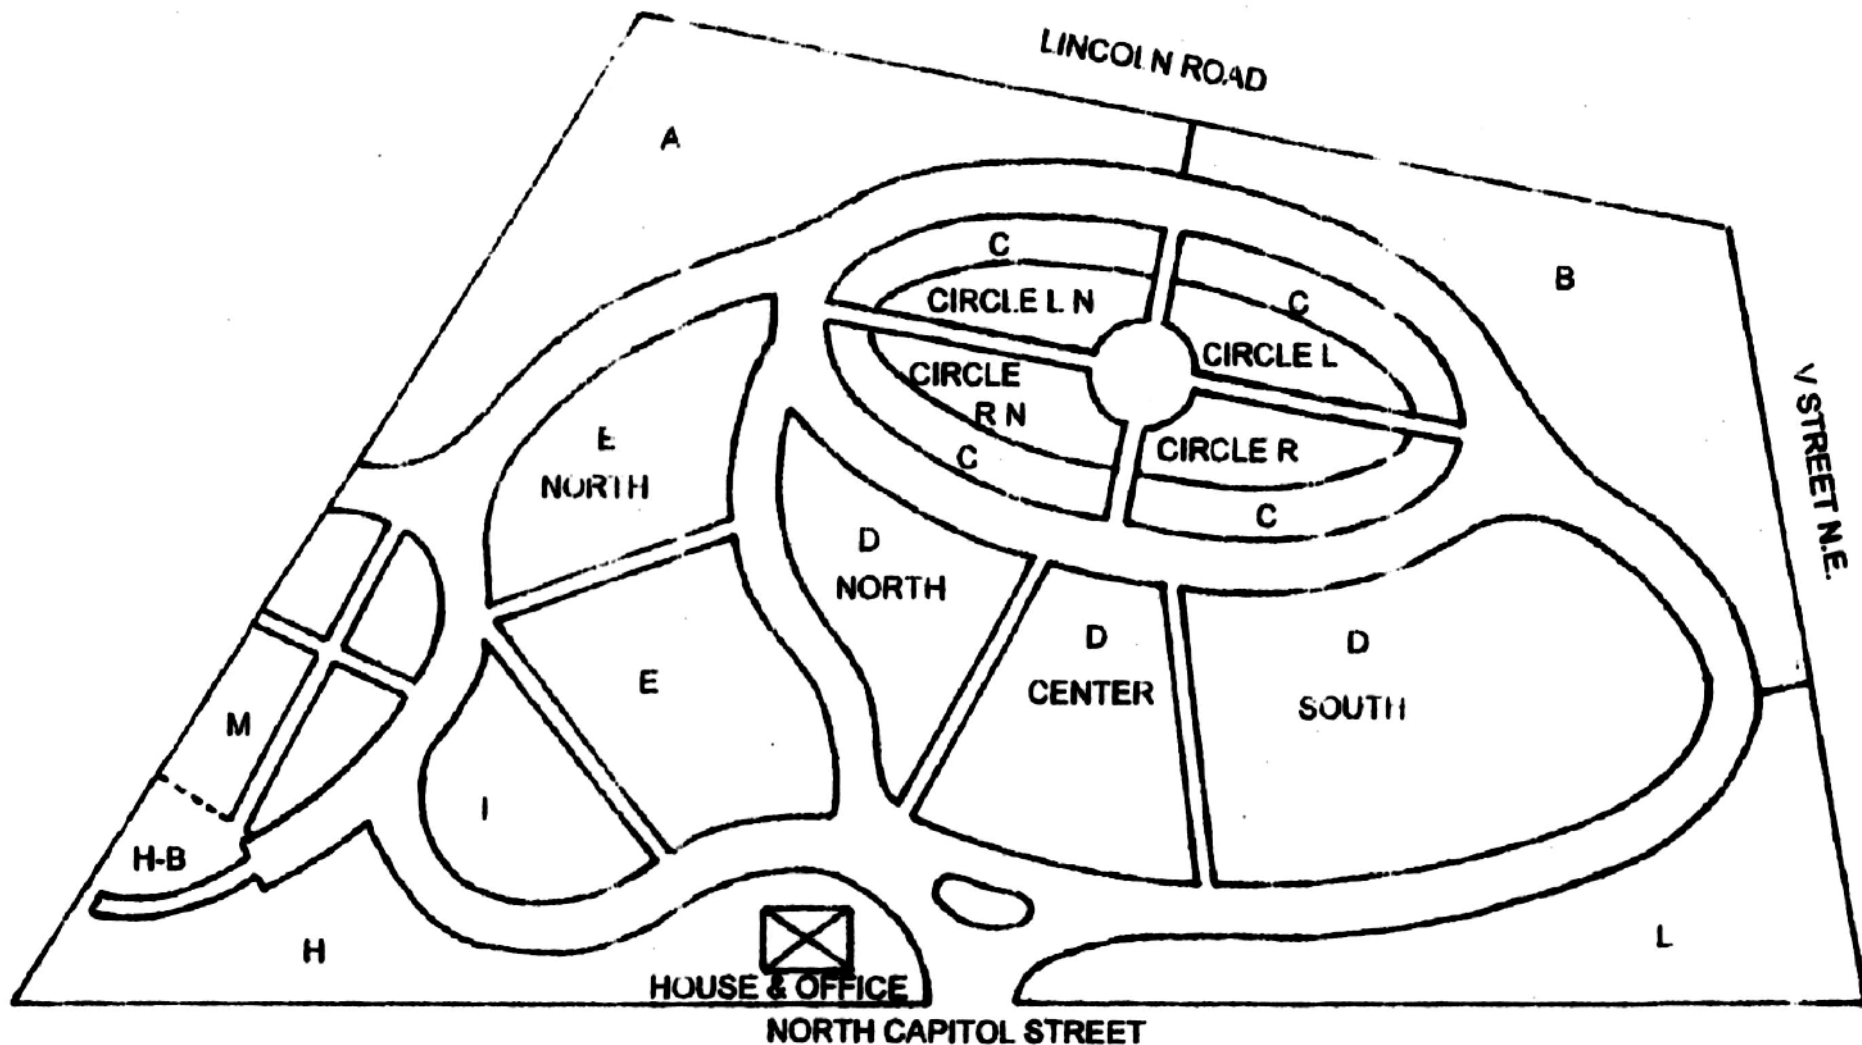 LINCOLN ROAD
A
B
C
CIRCLE L N
C
CIRCLE L
CIRCLE
R N
C
CIRCLE R
C
V STREET N.E.
E
NORTH
D
NORTH
D
CENTER
D
SOUTH
E
M
I
H-B
H
L
HOUSE & OFFICE
NORTH CAPITOL STREET